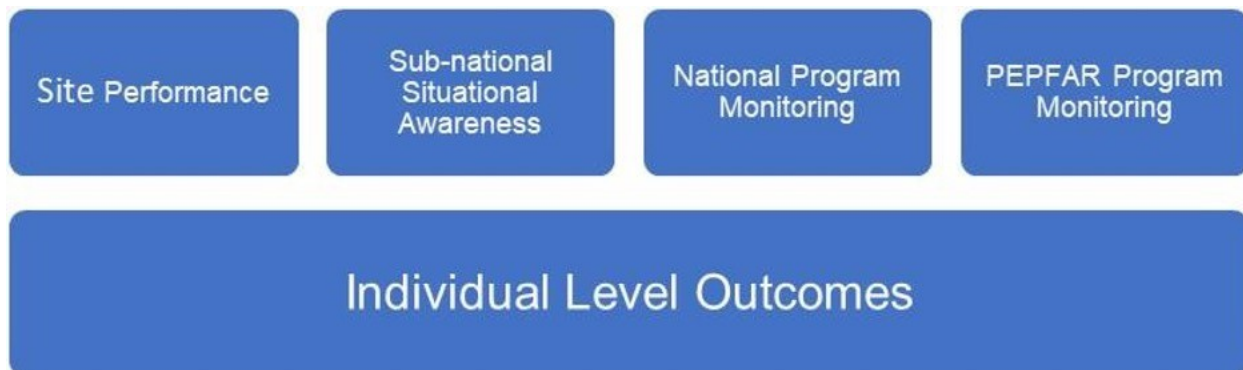 Site Performance
Sub-national
Situational
Awareness
National Program
Monitoring
PEPFAR Program
Monitoring
Individual Level Outcomes